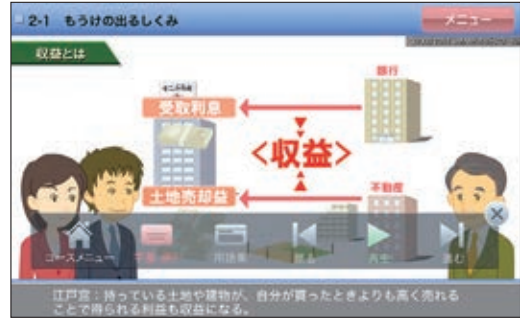 2-1 もうけの出るしくみ
メニュー
収益とは
銀行
受取利息
<収益>
不動産
土地売却益
コースメニュー
字幕
用語集
戻る
再生
進む
江戸宮：持っている土地や建物が、自分が買ったときよりも高く売れる
ことで得られる利益も収益になる。